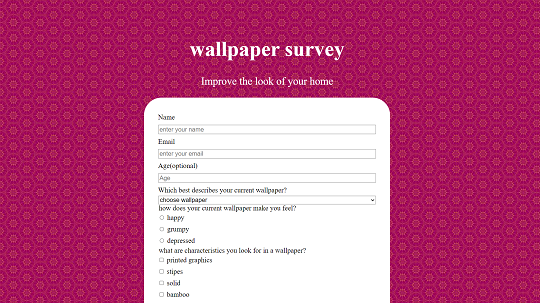 wallpaper survey
Improve the look of your home
Name
enter your name
Email
enter your email
Age(optional)
Age
Which best describes your current wallpaper?
choose wallpaper
how does your current wallpaper make you feel?
happy
grumpy
depressed
what are characteristics you look for in a wallpaper?
printed graphics
stipes
solid
bamboo